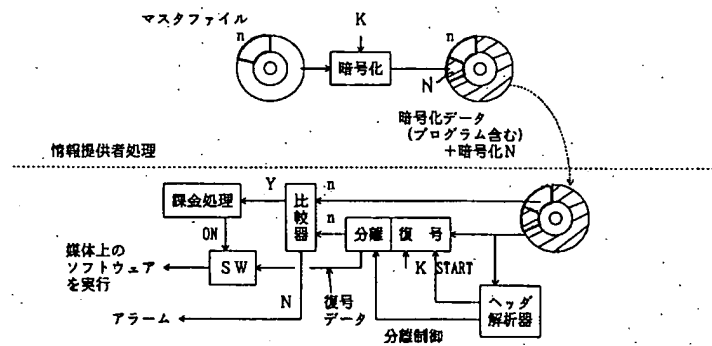 マスタファイル
K
n
n
暗号化
N
暗号化データ
(プログラム含む)
+暗号化N
情報提供者処理
Y
n
課金処理
比較器
n
分離
復号
ON
媒体上の
ソフトウェア
を実行
SW
K
START
N
復号
データ
ヘッダ
解析器
アラーム
分離制御